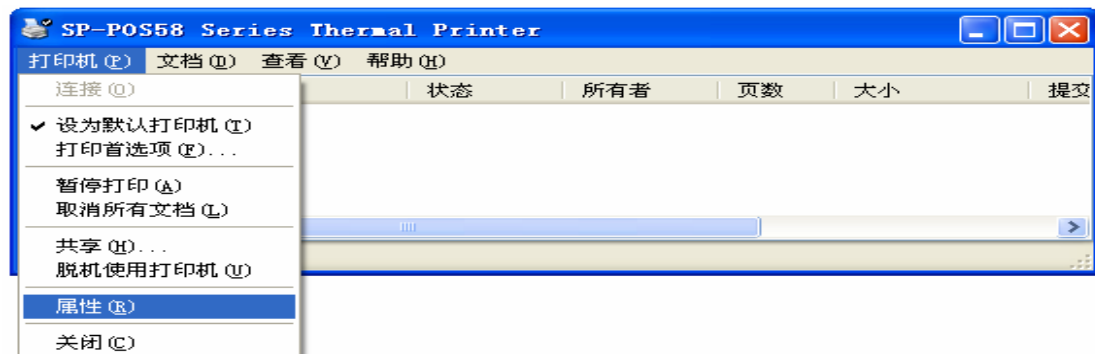 SP-POS58 Series Thermal Printer
打印机(P) 文档(D) 查看(V) 帮助(H)
连接(O) 状态 所有者 页数 大小 提交
设为默认打印机(T)
打印首选项(F)...
暂停打印(A)
取消所有文档(L)
共享(H)...
脱机使用打印机(U)
属性(R)
关闭(C)